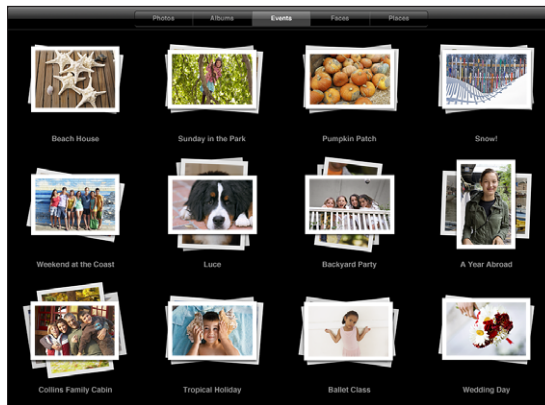 Photos Albums Events Faces Places
Beach House Sunday in the Park Pumpkin Patch Snow!
Weekend at the Coast Luce Backyard Party A Year Abroad
Collins Family Cabin Tropical Holiday Ballet Class Wedding Day